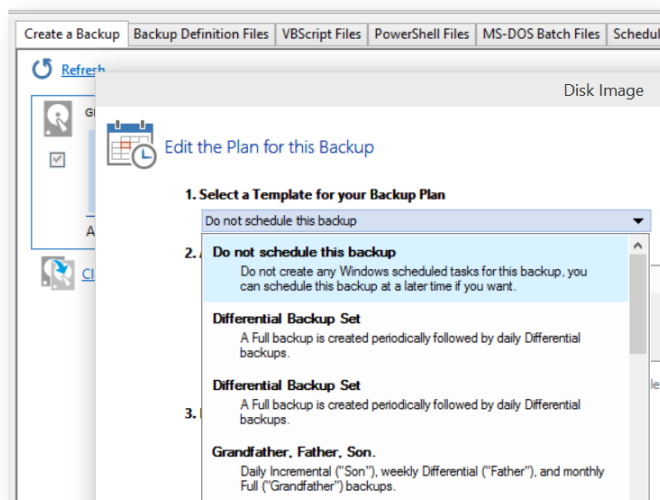 Create a Backup Backup Definition Files VBScript Files PowerShell Files MS-DOS Batch Files
Refresh
Disk Image
Edit the Plan for this Backup
1. Select a Template for your Backup Plan
Do not schedule this backup
2.
Do not schedule this backup
Do not create any Windows scheduled tasks for this backup, you
can schedule this backup at a later time if you want.
Differential Backup Set
A Full backup is created periodically followed by daily Differential
backups.
Differential Backup Set
A Full backup is created periodically followed by daily Differential
backups.
3.
Grandfather, Father, Son.
Daily Incremental ("Son"), weekly Differential ("Father"), and monthly
Full ("Grandfather") backups.